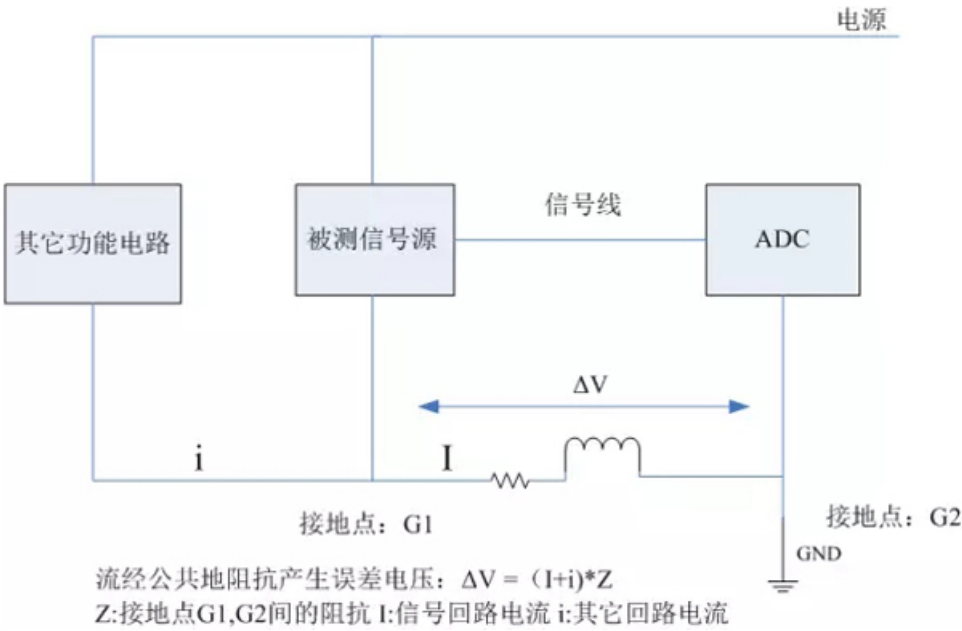 电源
信号线
其它功能电路
被测信号源
ADC
ΔV
i
I
接地点：G1
接地点：G2
GND
流经公共地阻抗产生误差电压：ΔV =（I+i)*Z
Z:接地点G1,G2间的阻抗 I:信号回路电流 i:其它回路电流